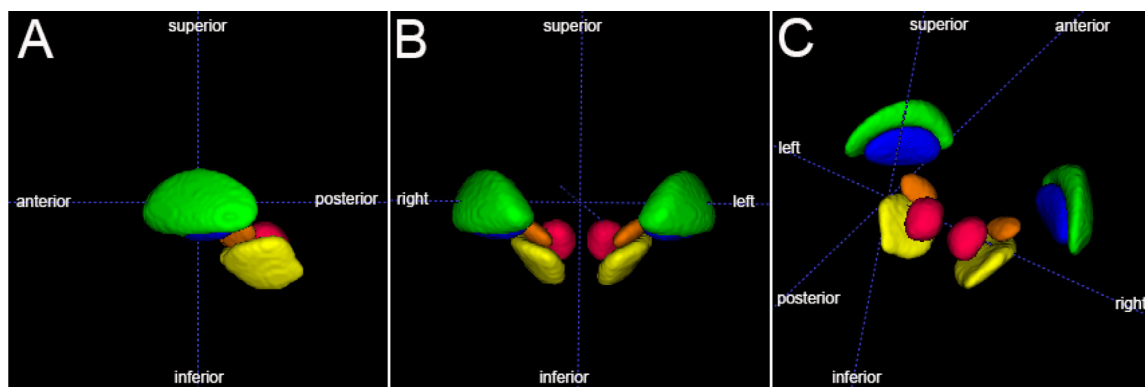 A
superior
anterior
posterior
inferior
B
superior
right
left
inferior
C
superior
anterior
left
posterior
right
inferior